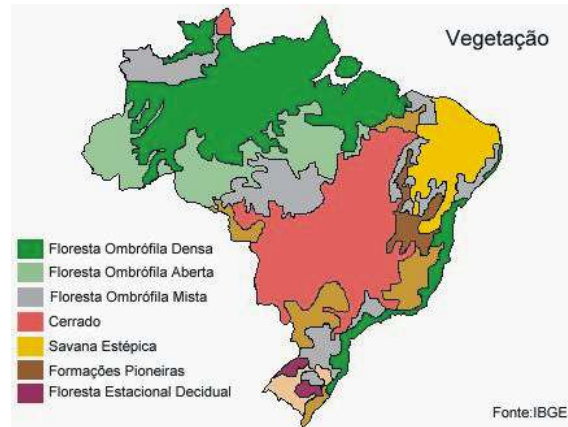 Vegetação
Floresta Ombrófila Densa
Floresta Ombrófila Aberta
Floresta Ombrófila Mista
Cerrado
Savana Estépica
Formações Pioneiras
Floresta Estacional Decidual
Fonte:IBGE